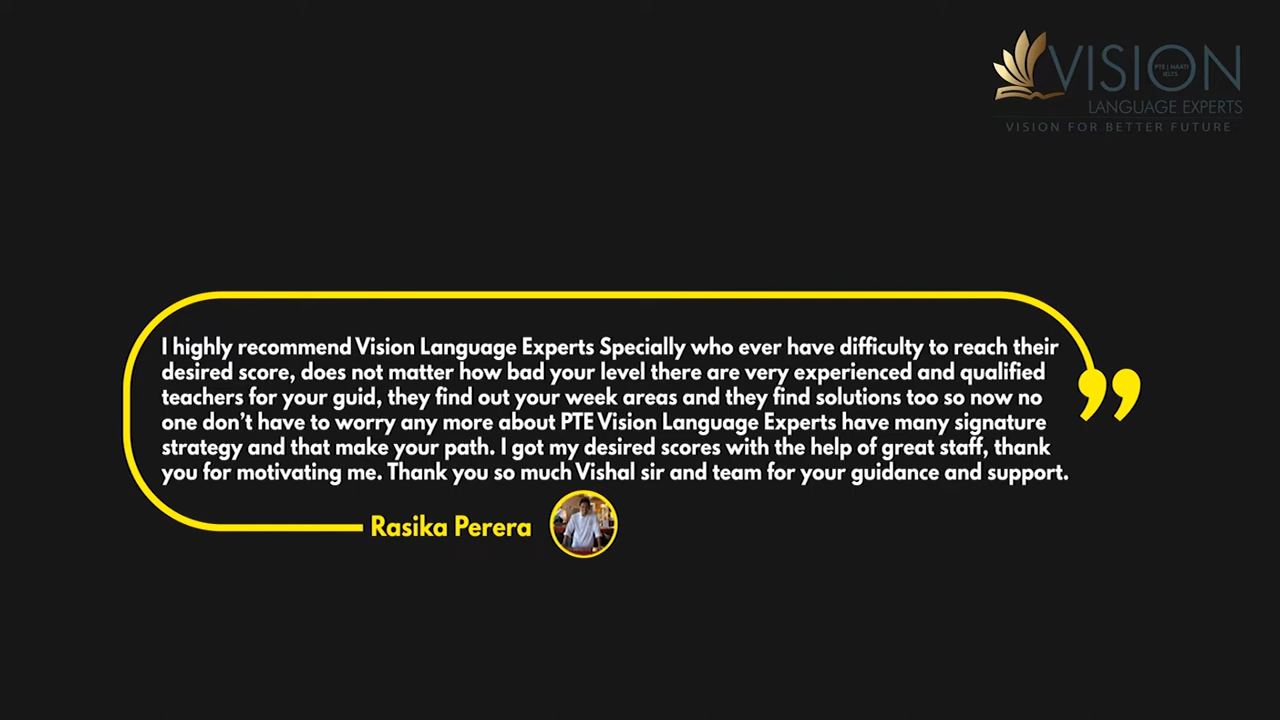 VISION
PTE | NAATI
IELTS
LANGUAGE EXPERTS
VISION FOR BETTER FUTURE
I highly recommend Vision Language Experts Specially who ever have difficulty to reach their
desired score, does not matter how bad your level there are very experienced and qualified
teachers for your guid, they find out your week areas and they find solutions too so now no
one don't have to worry any more about PTE Vision Language Experts have many signature
strategy and that make your path. I got my desired scores with the help of great staff, thank
you for motivating me. Thank you so much Vishal sir and team for your guidance and support.
”
Rasika Perera